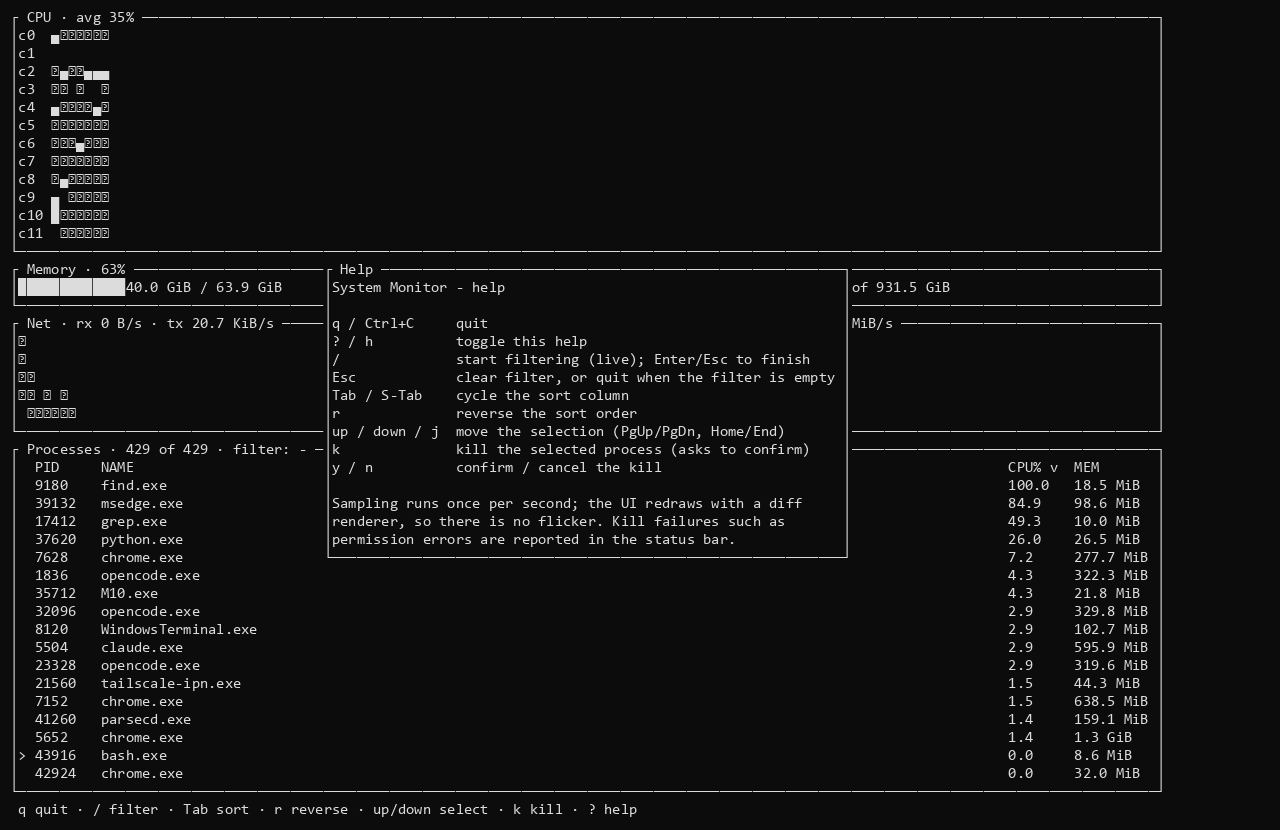 CPU · avg 35%
c0
c1
c2
c3
c4
c5
c6
c7
c8
c9
c10
c11
Memory · 63%
40.0 GiB / 63.9 GiB
of 931.5 GiB
Net · rx 0 B/s · tx 20.7 KiB/s
MiB/s
Help
System Monitor - help
q / Ctrl+C     quit
? / h          toggle this help
/              start filtering (live); Enter/Esc to finish
Esc            clear filter, or quit when the filter is empty
Tab / S-Tab    cycle the sort column
r              reverse the sort order
up / down / j  move the selection (PgUp/PgDn, Home/End)
k              kill the selected process (asks to confirm)
y / n          confirm / cancel the kill
Sampling runs once per second; the UI redraws with a diff
renderer, so there is no flicker. Kill failures such as
permission errors are reported in the status bar.
Processes · 429 of 429 · filter: -
PID     NAME     CPU% v  MEM
9180    find.exe     100.0   18.5 MiB
39132   msedge.exe     84.9    98.6 MiB
17412   grep.exe     49.3    10.0 MiB
37620   python.exe     26.0    26.5 MiB
7628    chrome.exe     7.2     277.7 MiB
1836    opencode.exe     4.3     322.3 MiB
35712   M10.exe     4.3     21.8 MiB
32096   opencode.exe     2.9     329.8 MiB
8120    WindowsTerminal.exe     2.9     102.7 MiB
5504    claude.exe     2.9     595.9 MiB
23328   opencode.exe     2.9     319.6 MiB
21560   tailscale-ipn.exe     1.5     44.3 MiB
7152    chrome.exe     1.5     638.5 MiB
41260   parsecd.exe     1.4     159.1 MiB
5652    chrome.exe     1.4     1.3 GiB
> 43916   bash.exe     0.0     8.6 MiB
42924   chrome.exe     0.0     32.0 MiB
q quit · / filter · Tab sort · r reverse · up/down select · k kill · ? help